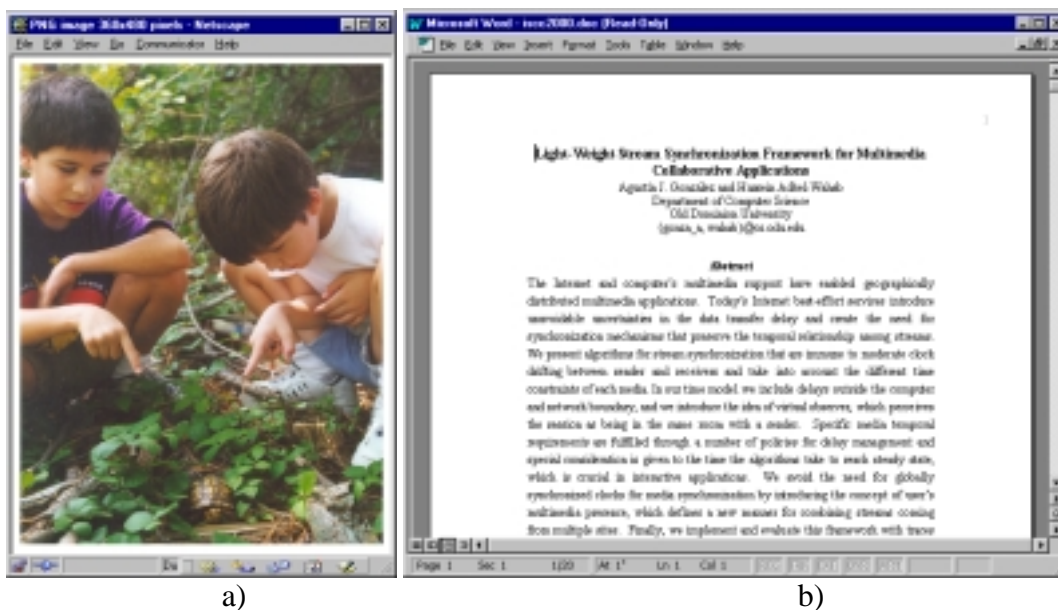 PNG image 360x480 pixels - Netscape
File Edit View Go Communicator Help
Microsoft Word - iscc2000.doc [Read-Only]
File Edit View Insert Format Tools Table Window Help
Light-Weight Stream Synchronization Framework for Multimedia
Collaborative Applications
Agustín J. González and Hussein Abdel-Wahab
Department of Computer Science
Old Dominion University
Abstract
The Internet and computer's multimedia support have enabled geographically
distributed multimedia applications. Today's Internet best-effort services introduce
unavoidable uncertainties in the data transfer delay and create the need for
synchronization mechanisms that preserve the temporal relationship among streams.
We present algorithms for stream synchronization that are immune to moderate clock
drifting between sender and receivers and take into account the different time
constraints of each media. In our time model we include delays outside the computer
and network boundary, and we introduce the idea of virtual observer, which perceives
the session as being in the same room with a sender. Specific media temporal
requirements are fulfilled through a number of policies for delay management and
special consideration is given to the time the algorithms take to reach steady state,
which is crucial in interactive applications. We avoid the need for globally
synchronized clocks for media synchronization by introducing the concept of user's
multimedia presence, which defines a new manner for combining streams coming
from multiple sites. Finally, we implement and evaluate this framework with traces
Page 1 Sec 1 1/20 At 1" Ln 1 Col 1
a) b)